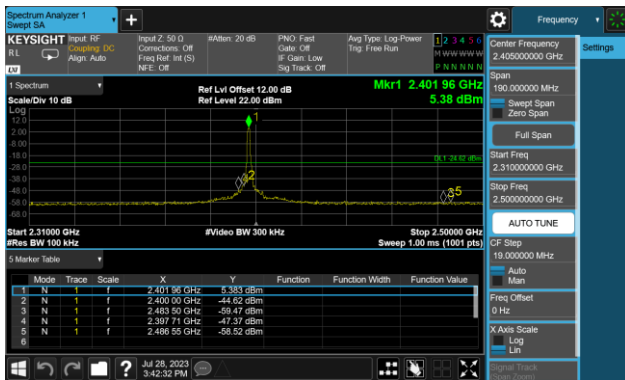 Spectrum Analyzer 1
Swept SA
Frequency
KEYSIGHT
RL
Input: RF
Coupling: DC
Align: Auto
Input Z: 50 Ω
Corrections: Off
Freq Ref: Int (S)
NFE: Off
#Atten: 20 dB
PNO: Fast
Gate: Off
IF Gain: Low
Sig Track: Off
Avg Type: Log-Power
Trig: Free Run
1 2 3 4 5 6
M W W W W W
P N N N N N
LXI
1 Spectrum
Scale/Div 10 dB
Log
Ref Lvl Offset 12.00 dB
Ref Level 22.00 dBm
Mkr1 2.401 96 GHz
5.38 dBm
12.0
2.00
-8.00
-18.0
-28.0
-38.0
-48.0
-58.0
-68.0
1
DL1 -24.62 dBm
2
5
Start 2.31000 GHz
#Res BW 100 kHz
#Video BW 300 kHz
Stop 2.50000 GHz
Sweep 1.00 ms (1001 pts)
5 Marker Table
Mode Trace Scale X Y Function Function Width Function Value
1 N 1 f 2.401 96 GHz 5.383 dBm
2 N 1 f 2.400 00 GHz -44.62 dBm
3 N 1 f 2.483 50 GHz -59.47 dBm
4 N 1 f 2.397 71 GHz -47.37 dBm
5 N 1 f 2.486 55 GHz -58.52 dBm
6
Jul 28, 2023
3:42:32 PM
Center Frequency
2.405000000 GHz
Settings
Span
190.000000 MHz
Swept Span
Zero Span
Full Span
Start Freq
2.310000000 GHz
Stop Freq
2.500000000 GHz
AUTO TUNE
CF Step
19.000000 MHz
Auto
Man
Freq Offset
0 Hz
X Axis Scale
Log
Lin
Signal Track
(Span Zoom)